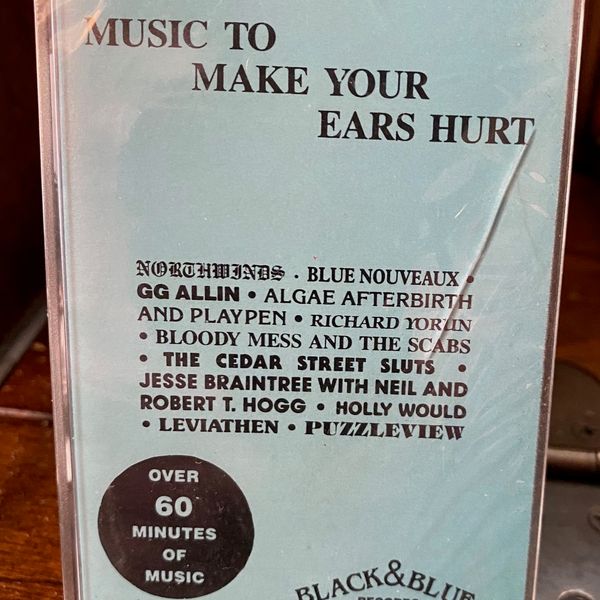 MUSIC TO
MAKE YOUR
EARS HURT
NORTHWINDS • BLUE NOUVEAUX •
GG ALLIN • ALGAE AFTERBIRTH
AND PLAYPEN • RICHARD YORUN
• BLOODY MESS AND THE SCABS
• THE CEDAR STREET SLUTS •
JESSE BRAINTREE WITH NEIL AND
ROBERT T. HOGG • HOLLY WOULD
• LEVIATHEN • PUZZLEVIEW
OVER
60
MINUTES
OF
MUSIC
BLACK&BLUE
RECORDS